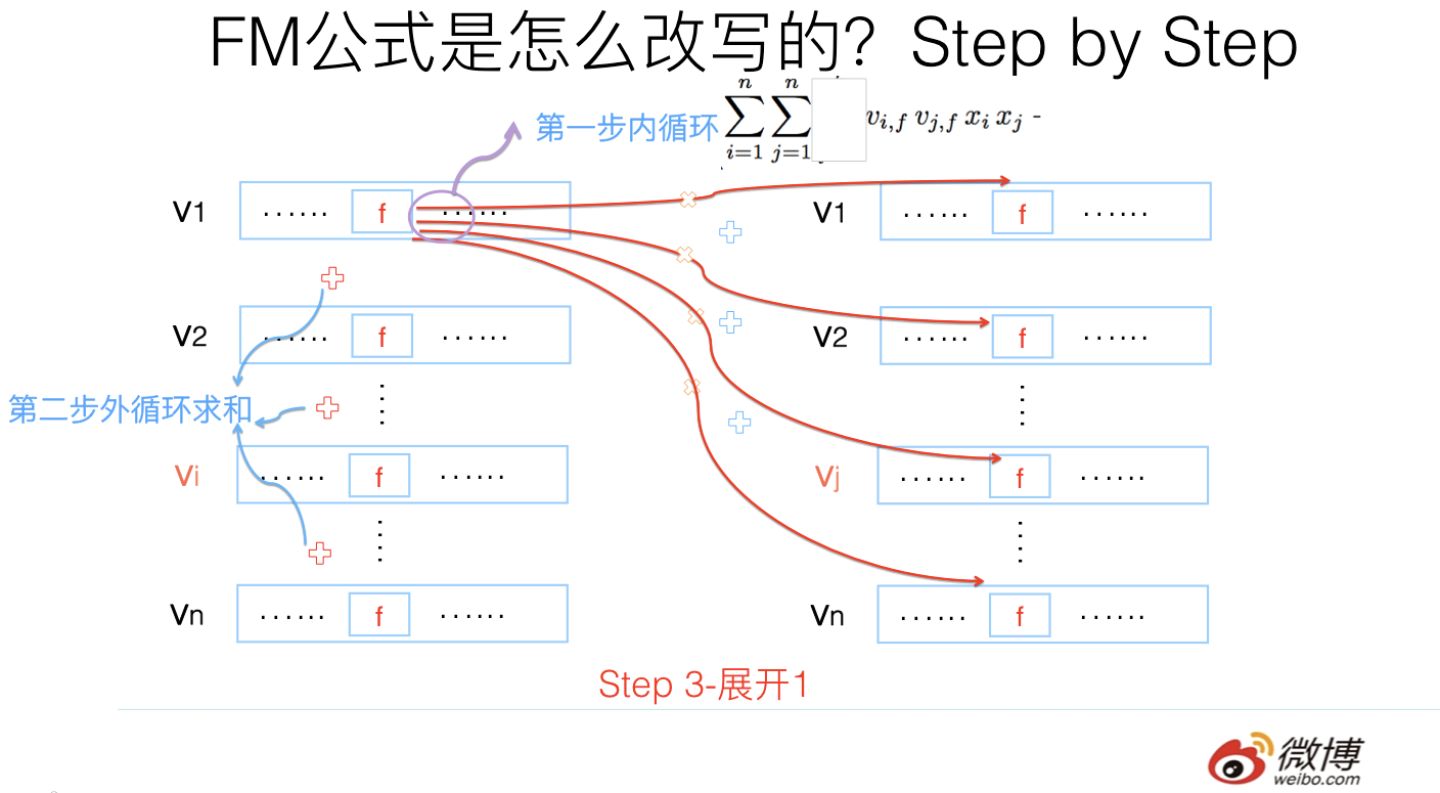 FM公式是怎么改写的？Step by Step
第一步内循环
n n
∑ ∑ v_{i,f} v_{j,f} x_i x_j -
i=1 j=1
v1 ...... f ...... v1 ...... f ......
v2 ...... f ...... v2 ...... f ......
第二步外循环求和
vi ...... f ...... vj ...... f ......
vn ...... f ...... vn ...... f ......
Step 3-展开1
微博
weibo.com